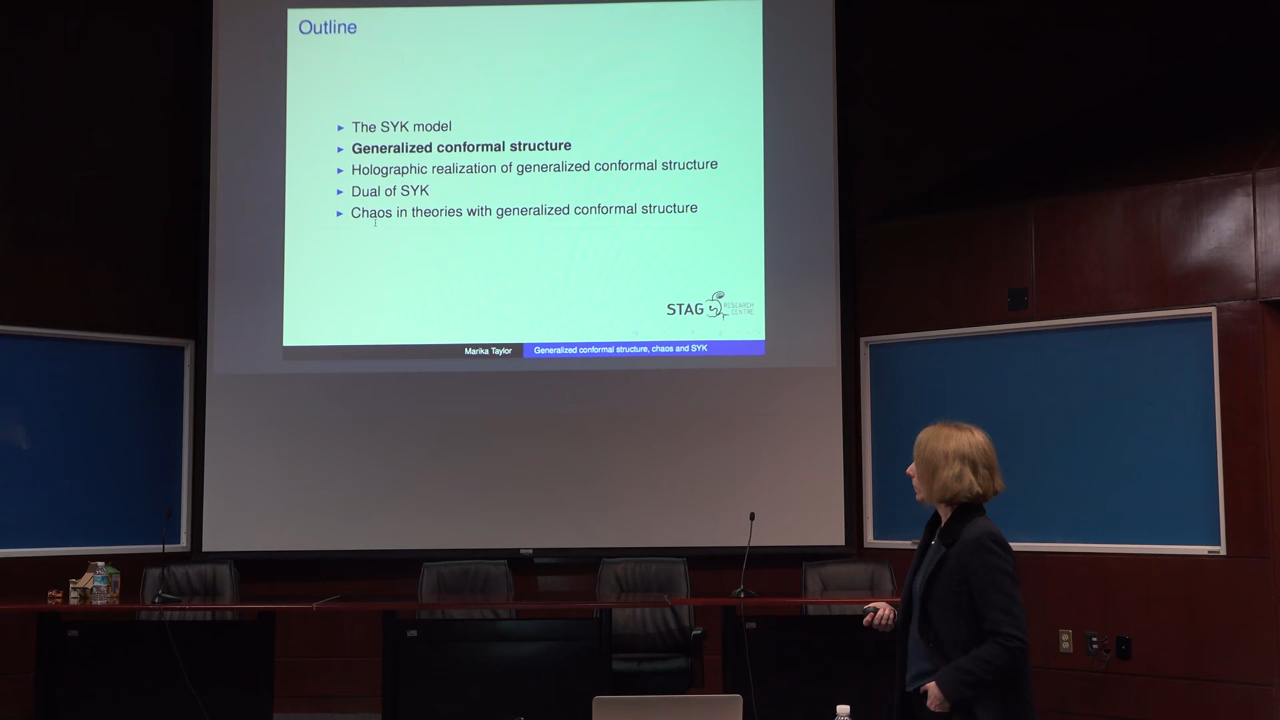 Outline
The SYK model
Generalized conformal structure
Holographic realization of generalized conformal structure
Dual of SYK
Chaos in theories with generalized conformal structure
STAG RESEARCH
CENTRE
Marika Taylor Generalized conformal structure, chaos and SYK